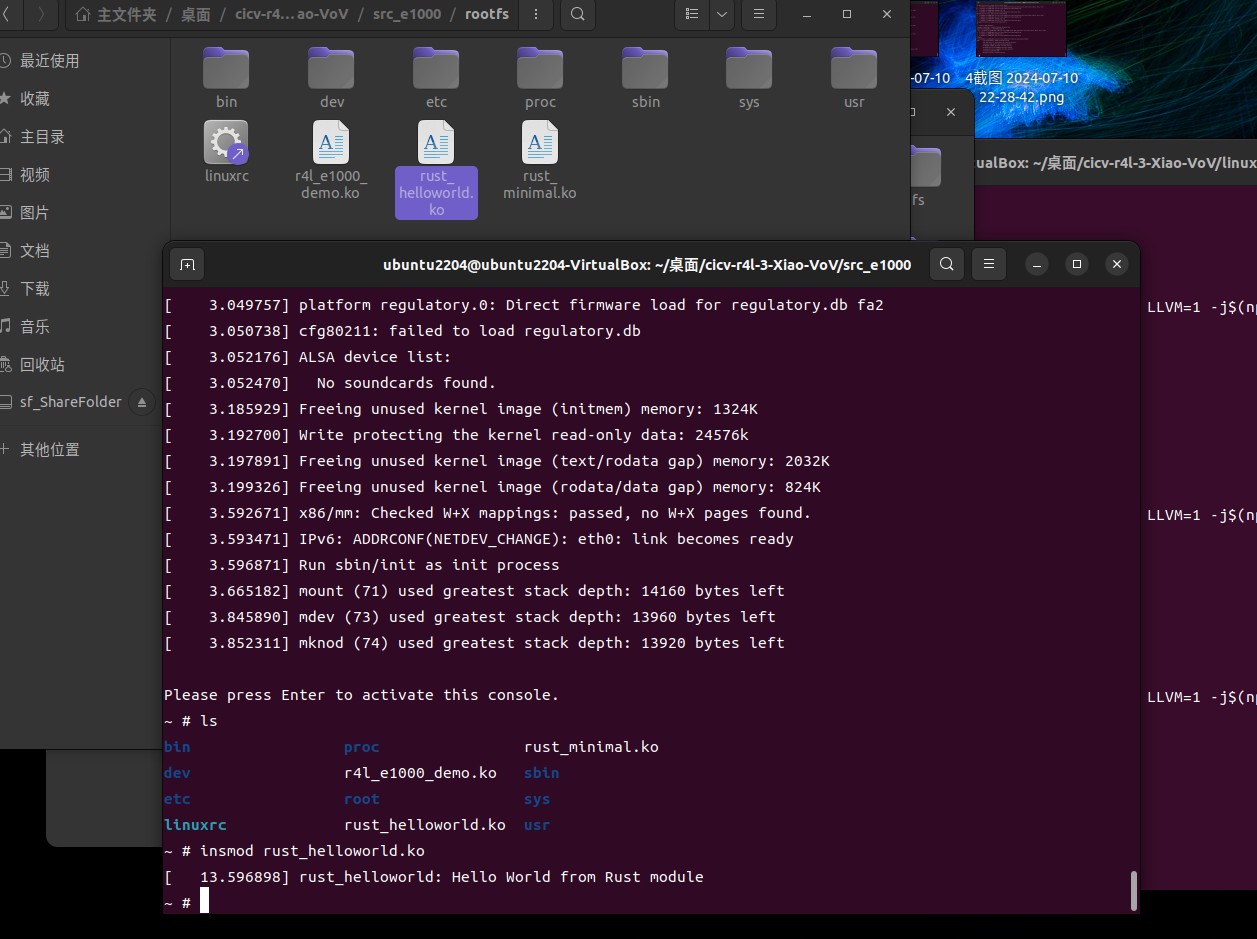 主文件夹 / 桌面 / cicv-r4l…ao-VoV / src_e1000 / rootfs
最近使用
收藏
主目录
视频
图片
文档
下载
音乐
回收站
sf_ShareFolder
其他位置
bin
dev
etc
proc
sbin
sys
usr
linuxrc
r4l_e1000_
demo.ko
rust_
helloworld.
ko
rust_
minimal.ko
-07-10
4截图 2024-07-10
22-28-42.png
fs
ualBox: ~/桌面/cicv-r4l-3-Xiao-VoV/linux
LLVM=1 -j$(np
LLVM=1 -j$(np
LLVM=1 -j$(np
ubuntu2204@ubuntu2204-VirtualBox: ~/桌面/cicv-r4l-3-Xiao-VoV/src_e1000
[    3.049757] platform regulatory.0: Direct firmware load for regulatory.db fa2
[    3.050738] cfg80211: failed to load regulatory.db
[    3.052176] ALSA device list:
[    3.052470]   No soundcards found.
[    3.185929] Freeing unused kernel image (initmem) memory: 1324K
[    3.192700] Write protecting the kernel read-only data: 24576k
[    3.197891] Freeing unused kernel image (text/rodata gap) memory: 2032K
[    3.199326] Freeing unused kernel image (rodata/data gap) memory: 824K
[    3.592671] x86/mm: Checked W+X mappings: passed, no W+X pages found.
[    3.593471] IPv6: ADDRCONF(NETDEV_CHANGE): eth0: link becomes ready
[    3.596871] Run sbin/init as init process
[    3.665182] mount (71) used greatest stack depth: 14160 bytes left
[    3.845890] mdev (73) used greatest stack depth: 13960 bytes left
[    3.852311] mknod (74) used greatest stack depth: 13920 bytes left
Please press Enter to activate this console.
~ # ls
bin                 proc                rust_minimal.ko
dev                 r4l_e1000_demo.ko   sbin
etc                 root                sys
linuxrc             rust_helloworld.ko  usr
~ # insmod rust_helloworld.ko
[   13.596898] rust_helloworld: Hello World from Rust module
~ #